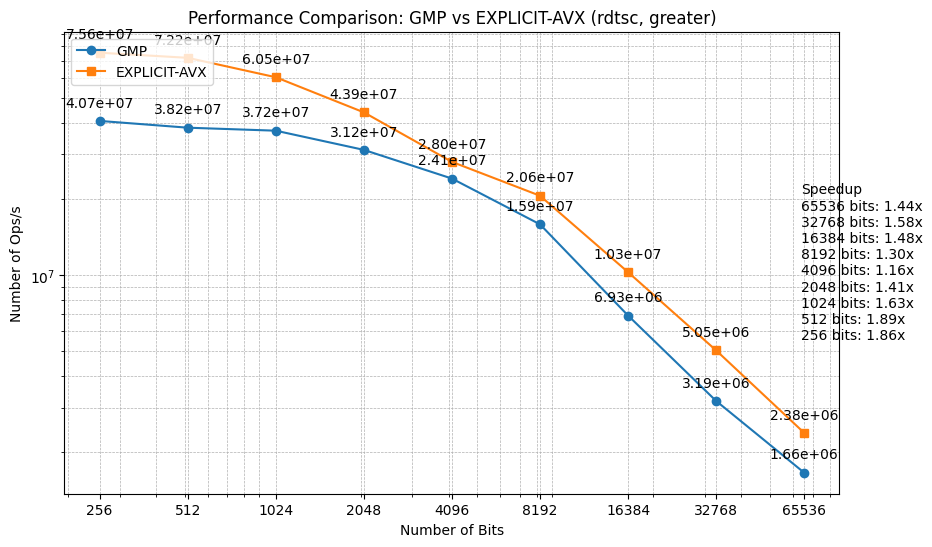 Performance Comparison: GMP vs EXPLICIT-AVX (rdtsc, greater)
7.56e+07
7.22e+07
6.05e+07
4.39e+07
2.80e+07
2.06e+07
1.03e+07
5.05e+06
2.38e+06
4.07e+07
3.82e+07
3.72e+07
3.12e+07
2.41e+07
1.59e+07
6.93e+06
3.19e+06
1.66e+06
GMP
EXPLICIT-AVX
Speedup
65536 bits: 1.44x
32768 bits: 1.58x
16384 bits: 1.48x
8192 bits: 1.30x
4096 bits: 1.16x
2048 bits: 1.41x
1024 bits: 1.63x
512 bits: 1.89x
256 bits: 1.86x
Number of Ops/s
10⁷
256 512 1024 2048 4096 8192 16384 32768 65536
Number of Bits